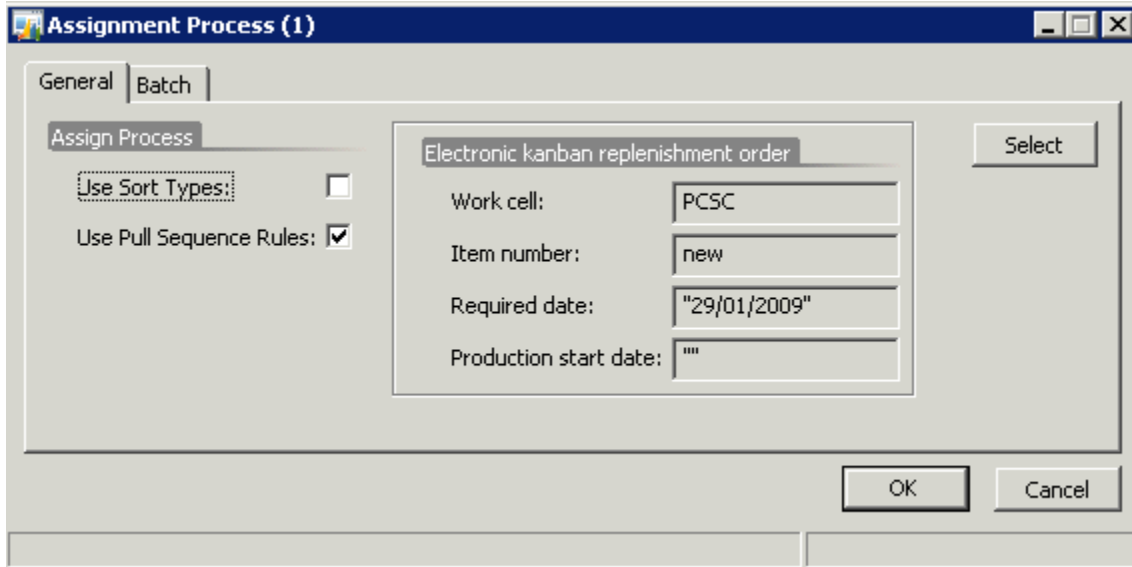 Assignment Process (1)
General Batch
Assign Process
Use Sort Types:
Use Pull Sequence Rules:
Electronic kanban replenishment order
Work cell: PCSC
Item number: new
Required date: "29/01/2009"
Production start date: ""
Select
OK Cancel